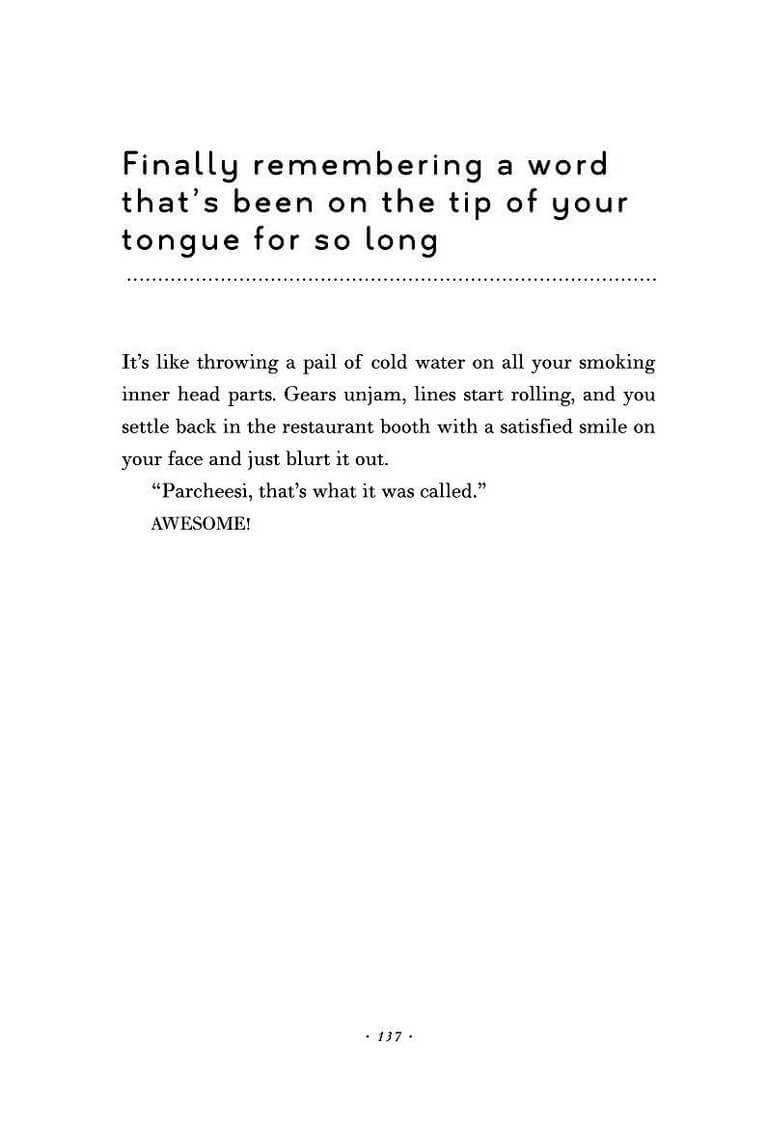 Finally remembering a word
that’s been on the tip of your
tongue for so long
It’s like throwing a pail of cold water on all your smoking
inner head parts. Gears unjam, lines start rolling, and you
settle back in the restaurant booth with a satisfied smile on
your face and just blurt it out.
“Parcheesi, that’s what it was called.”
AWESOME!
· 137 ·